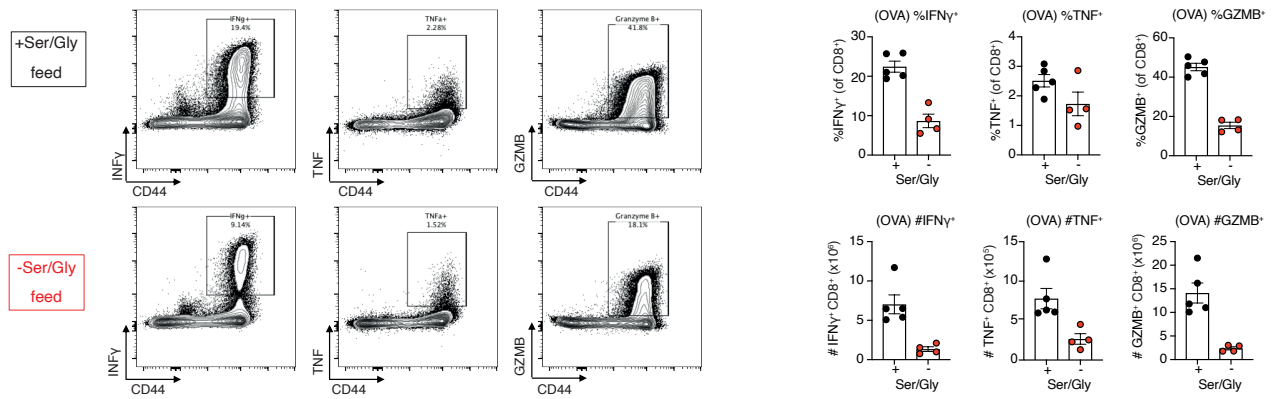 +Ser/Gly
feed
IFNg+
19.4%
INFγ
CD44
TNFa+
2.28%
TNF
CD44
Granzyme B+
41.8%
GZMB
CD44
-Ser/Gly
feed
IFNg+
9.14%
INFγ
CD44
TNFa+
1.52%
TNF
CD44
Granzyme B+
18.1%
GZMB
CD44
(OVA) %IFNγ⁺
%IFNγ⁺ (of CD8⁺)
30
20
10
0
+ -
Ser/Gly
(OVA) %TNF⁺
%TNF⁺ (of CD8⁺)
4
3
2
1
0
+ -
Ser/Gly
(OVA) %GZMB⁺
%GZMB⁺ (of CD8⁺)
60
40
20
0
+ -
Ser/Gly
(OVA) #IFNγ⁺
# IFNγ⁺ CD8⁺ (x10⁶)
15
10
5
0
+ -
Ser/Gly
(OVA) #TNF⁺
# TNF⁺ CD8⁺ (x10⁵)
15
10
5
0
+ -
Ser/Gly
(OVA) #GZMB⁺
# GZMB⁺ CD8⁺ (x10⁶)
25
20
15
10
5
0
+ -
Ser/Gly